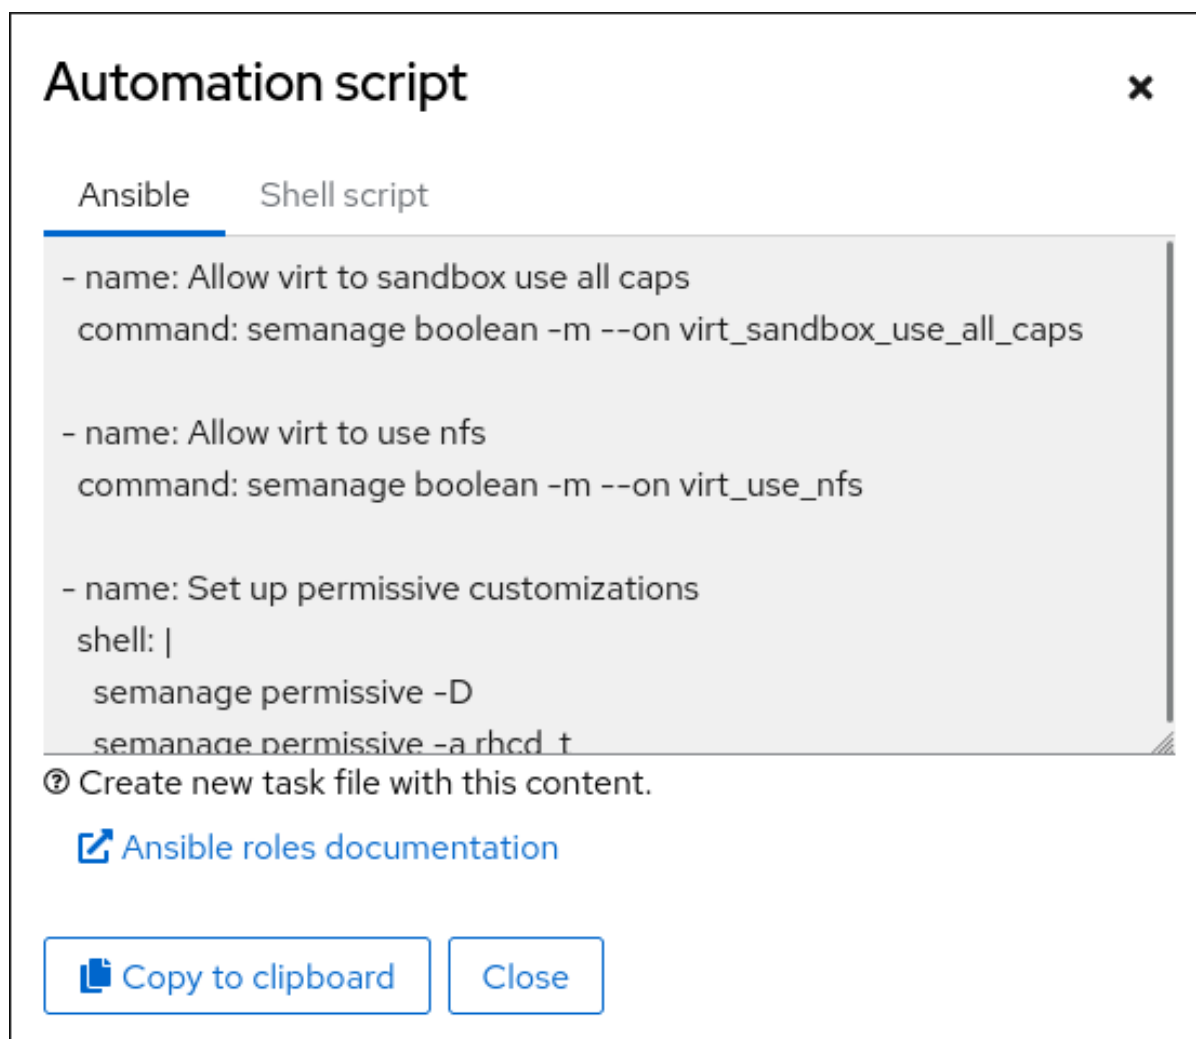 Automation script
Ansible
Shell script
- name: Allow virt to sandbox use all caps
command: semanage boolean -m --on virt_sandbox_use_all_caps
- name: Allow virt to use nfs
command: semanage boolean -m --on virt_use_nfs
- name: Set up permissive customizations
shell: |
semanage permissive -D
semanage permissive -a rhcd_t
Create new task file with this content.
Ansible roles documentation
Copy to clipboard
Close